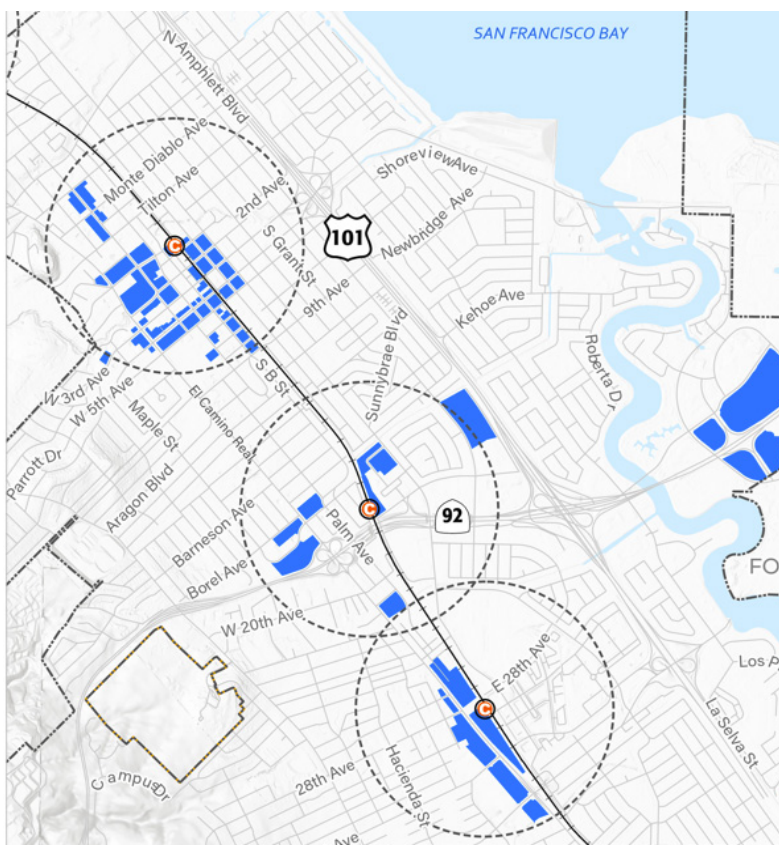 SAN FRANCISCO BAY
N Amphlett Blvd
Monte Diablo Ave
Tilton Ave
2nd Ave
Shoreview Ave
C
S Grant St
101
Newbridge Ave
9th Ave
Kehoe Ave
Sunnybrae Blvd
Roberta Dr
W 3rd Ave
W 5th Ave
S B St
El Camino Real
Maple St
Parrott Dr
Aragon Blvd
Barneson Ave
Palm Ave
C
92
Borel Ave
FO
W 20th Ave
E 28th Ave
Los P
C
La Selva St
Campus Dr
28th Ave
Hacienda St
Ave